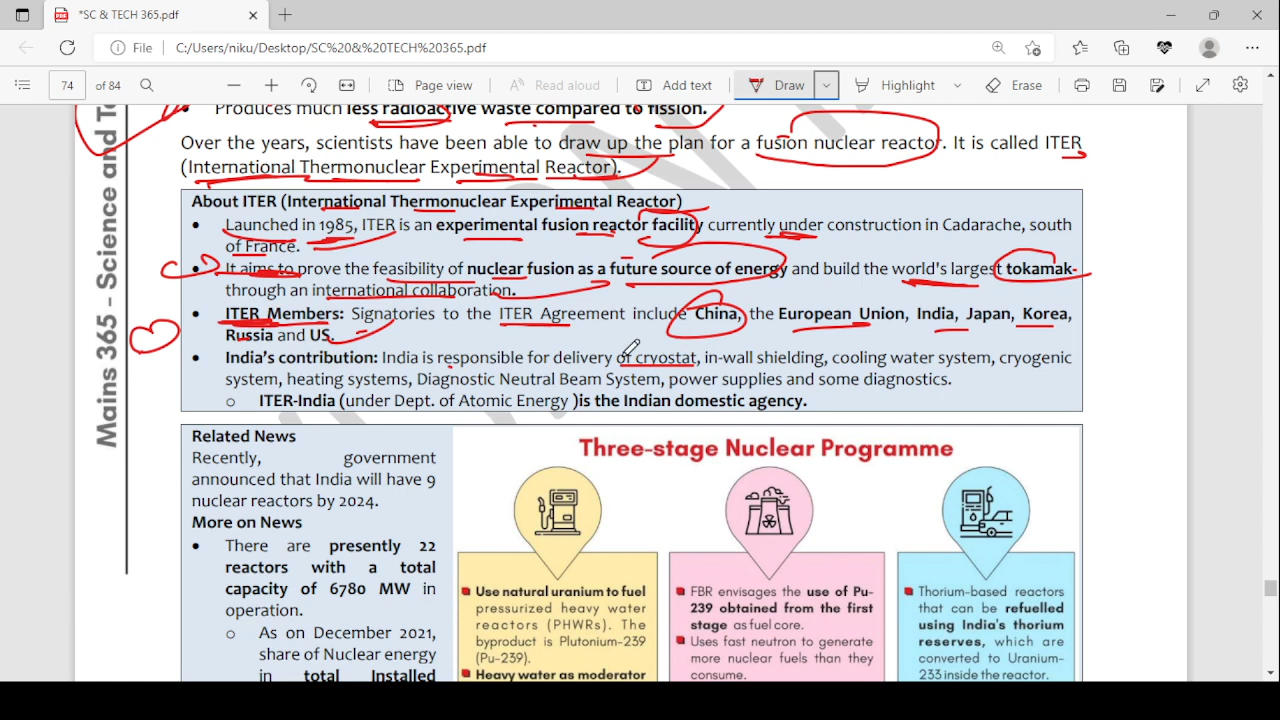 *SC & TECH 365.pdf
File C:/Users/niku/Desktop/SC%20&%20TECH%20365.pdf
74 of 84 Page view Read aloud Add text Draw Highlight Erase
Mains 365 - Science and Te
• Produces much less radioactive waste compared to fission.
Over the years, scientists have been able to draw up the plan for a fusion nuclear reactor. It is called ITER
(International Thermonuclear Experimental Reactor).
About ITER (International Thermonuclear Experimental Reactor)
• Launched in 1985, ITER is an experimental fusion reactor facility currently under construction in Cadarache, south
of France.
• It aims to prove the feasibility of nuclear fusion as a future source of energy and build the world's largest tokamak-
through an international collaboration.
• ITER Members: Signatories to the ITER Agreement include China, the European Union, India, Japan, Korea,
Russia and US.
• India's contribution: India is responsible for delivery of cryostat, in-wall shielding, cooling water system, cryogenic
system, heating systems, Diagnostic Neutral Beam System, power supplies and some diagnostics.
o ITER-India (under Dept. of Atomic Energy )is the Indian domestic agency.
Related News
Recently, government
announced that India will have 9
nuclear reactors by 2024.
More on News
• There are presently 22
reactors with a total
capacity of 6780 MW in
operation.
o As on December 2021,
share of Nuclear energy
in total Installed
Three-stage Nuclear Programme
Use natural uranium to fuel
pressurized heavy water
reactors (PHWRs). The
byproduct is Plutonium-239
(Pu-239).
Heavy water as moderator
FBR envisages the use of Pu-
239 obtained from the first
stage as fuel core.
Uses fast neutron to generate
more nuclear fuels than they
consume.
Thorium-based reactors
that can be refuelled
using India's thorium
reserves, which are
converted to Uranium-
233 inside the reactor.